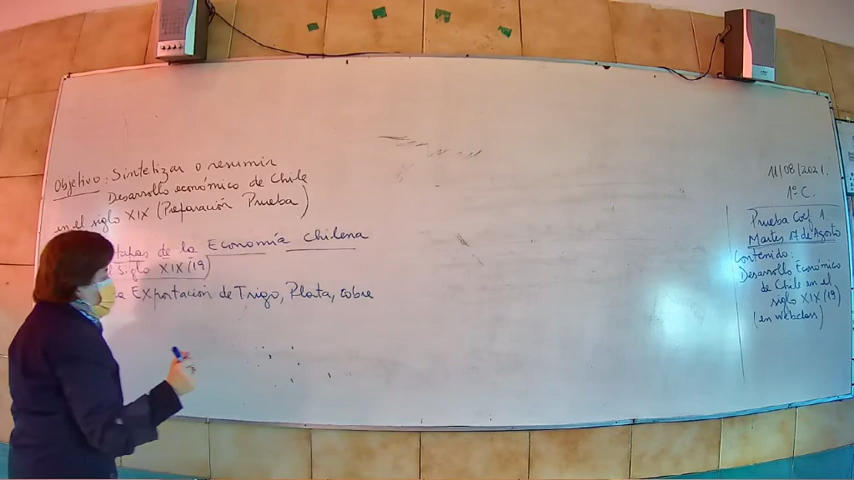 Objetivo: Sintetizar o resumir
Desarrollo económico de Chile
en el siglo XIX (Preparación Prueba)
tapas de la Economía Chilena
Siglo XIX (19)
Exportación de Trigo, Plata, cobre
11/08/2021.
1º C.
Prueba Coef 1
Martes 17 de Agosto
Contenido:
Desarrollo Económico
de Chile en el
siglo XIX (19)
(en webclass)